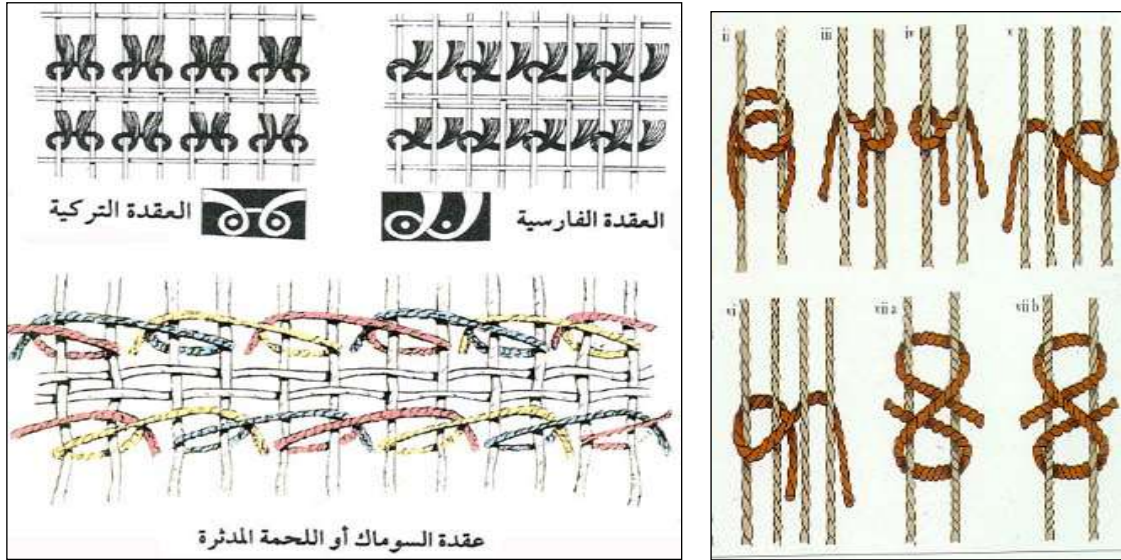 العقدة التركية
العقدة الفارسية
عقدة السوماك أو اللحمة المدثرة
ii
iii
iv
v
vi
vii a
vii b